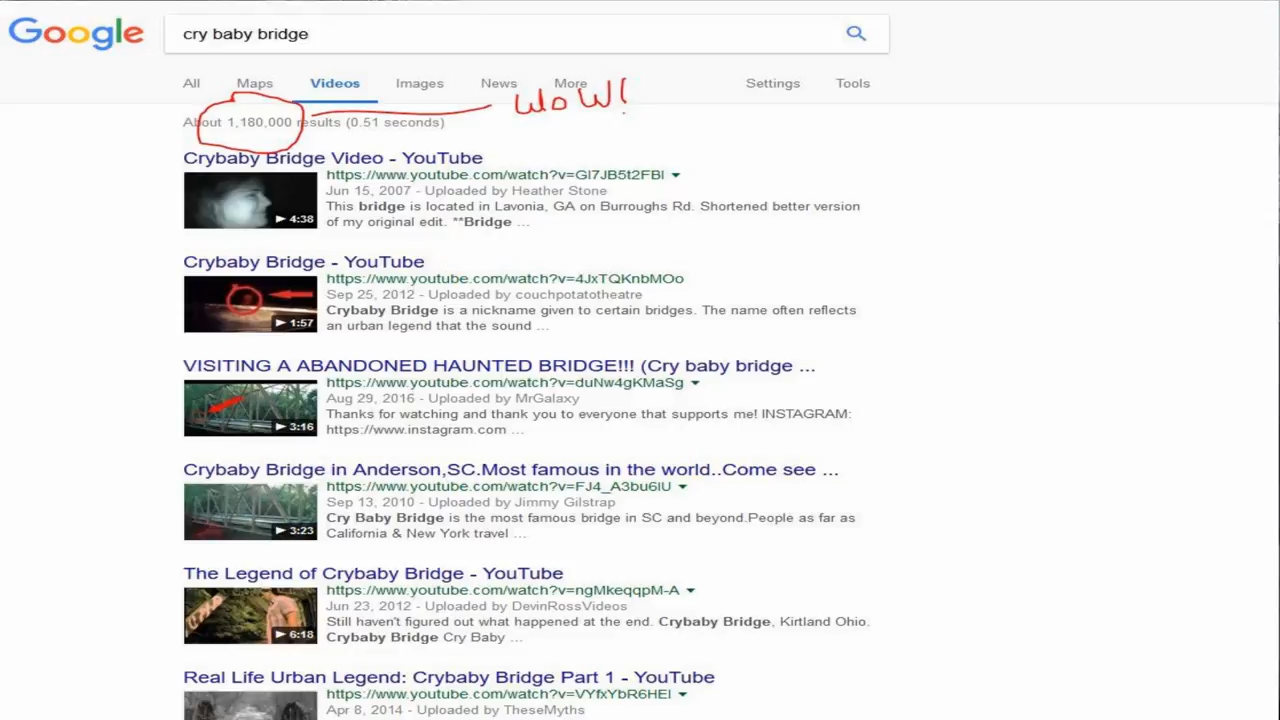 Google
cry baby bridge
All Maps Videos Images News More Settings Tools
WOW!
About 1,180,000 results (0.51 seconds)
Crybaby Bridge Video - YouTube
https://www.youtube.com/watch?v=GI7JB5t2FBI
Jun 15, 2007 - Uploaded by Heather Stone
This bridge is located in Lavonia, GA on Burroughs Rd. Shortened better version
of my original edit. **Bridge ...
4:38
Crybaby Bridge - YouTube
https://www.youtube.com/watch?v=4JxTQKnbMOo
Sep 25, 2012 - Uploaded by couchpotatotheatre
Crybaby Bridge is a nickname given to certain bridges. The name often reflects
an urban legend that the sound ...
1:57
VISITING A ABANDONED HAUNTED BRIDGE!!! (Cry baby bridge ...
https://www.youtube.com/watch?v=duNw4gKMaSg
Aug 29, 2016 - Uploaded by MrGalaxy
Thanks for watching and thank you to everyone that supports me! INSTAGRAM:
https://www.instagram.com ...
3:16
Crybaby Bridge in Anderson,SC.Most famous in the world..Come see ...
https://www.youtube.com/watch?v=FJ4_A3bu6lU
Sep 13, 2010 - Uploaded by Jimmy Gilstrap
Cry Baby Bridge is the most famous bridge in SC and beyond.People as far as
California & New York travel ...
3:23
The Legend of Crybaby Bridge - YouTube
https://www.youtube.com/watch?v=ngMkeqqpM-A
Jun 23, 2012 - Uploaded by DevinRossVideos
Still haven't figured out what happened at the end. Crybaby Bridge, Kirtland Ohio.
Crybaby Bridge Cry Baby ...
6:18
Real Life Urban Legend: Crybaby Bridge Part 1 - YouTube
https://www.youtube.com/watch?v=VYfxYbR6HEI
Apr 8, 2014 - Uploaded by TheseMyths